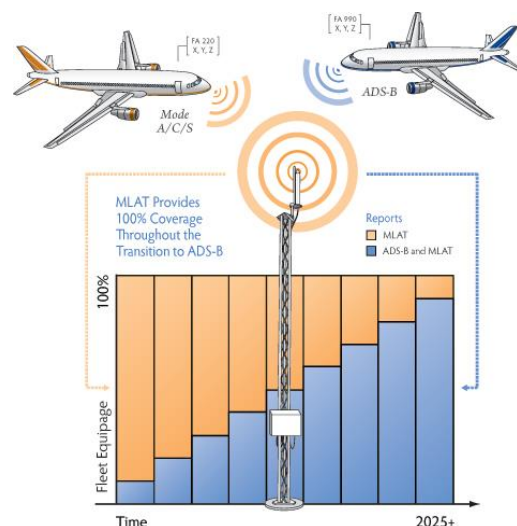 FA 220
X, Y, Z
FA 990
X, Y, Z
Mode
A/C/S
ADS-B
MLAT Provides
100% Coverage
Throughout the
Transition to ADS-B
Reports
MLAT
ADS-B and MLAT
100%
Fleet Equipage
Time
2025+